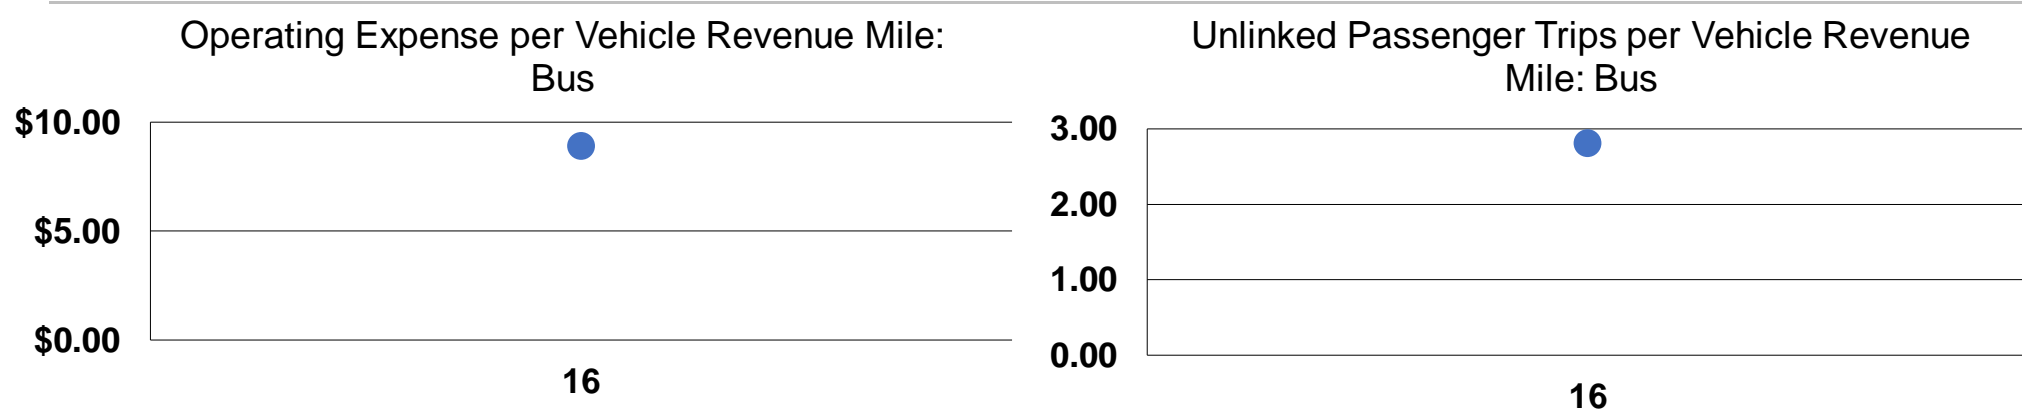 Operating Expense per Vehicle Revenue Mile:
Bus
$10.00
$5.00
$0.00
16
Unlinked Passenger Trips per Vehicle Revenue
Mile: Bus
3.00
2.00
1.00
0.00
16